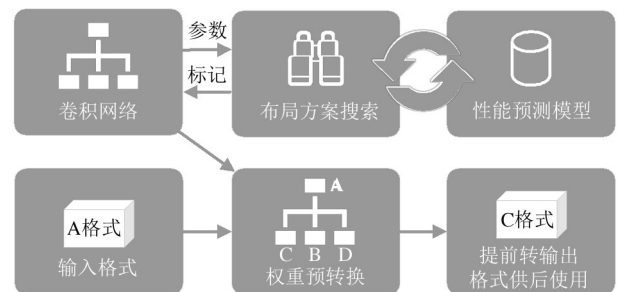 参数
标记
卷积网络
布局方案搜索
性能预测模型
A格式
输入格式
A
C B D
权重预转换
C格式
提前转输出
格式供后使用